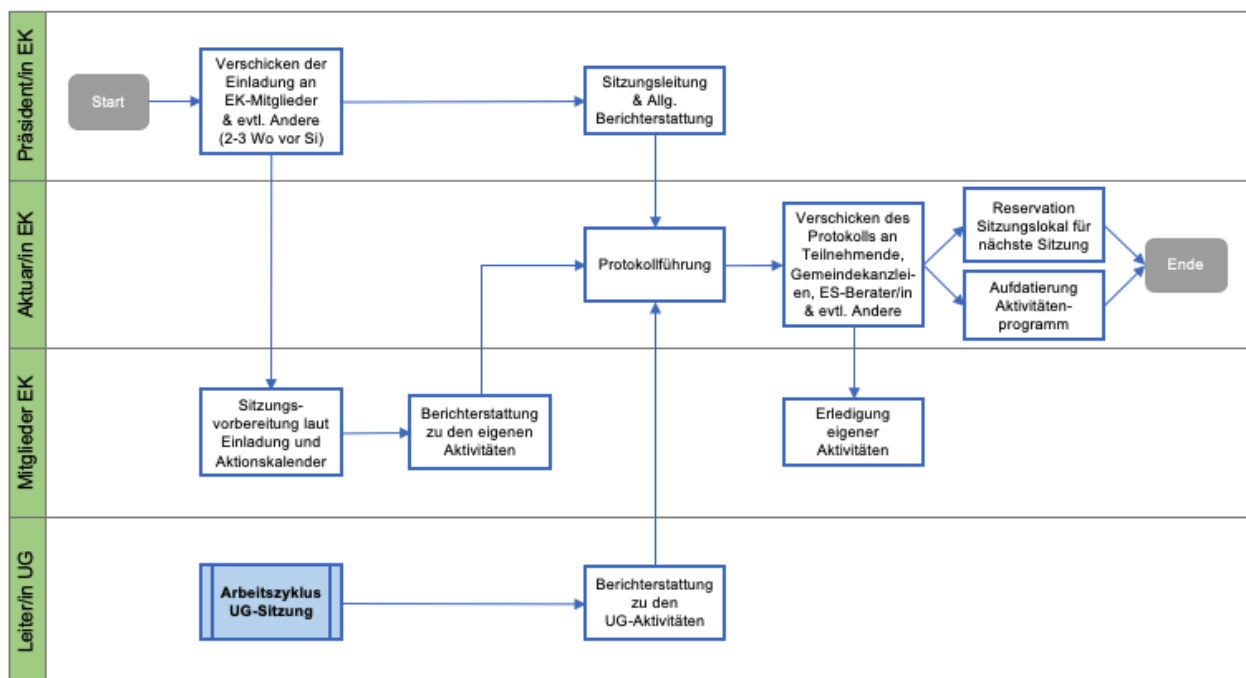 Präsident/in EK
Start
Verschicken der
Einladung an
EK-Mitglieder
& evtl. Andere
(2-3 Wo vor Si)
Sitzungsleitung
& Allg.
Berichterstattung
Aktuar/in EK
Protokollführung
Verschicken des
Protokolls an
Teilnehmende,
Gemeindekanzlei-
en, ES-Berater/in
& evtl. Andere
Reservation
Sitzungslokal für
nächste Sitzung
Aufdatierung
Aktivitäten-
programm
Ende
Mitglieder EK
Sitzungs-
vorbereitung laut
Einladung und
Aktionskalender
Berichterstattung
zu den eigenen
Aktivitäten
Erledigung
eigener
Aktivitäten
Leiter/in UG
Arbeitszyklus
UG-Sitzung
Berichterstattung
zu den
UG-Aktivitäten